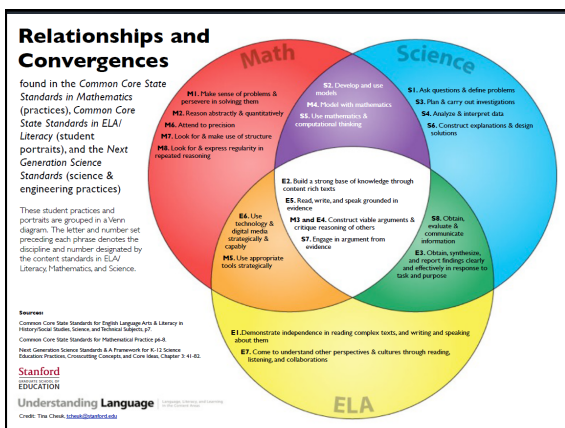 Relationships and
Convergences
found in the Common Core State
Standards in Mathematics
(practices), Common Core
State Standards in ELA/
Literacy (student
portraits), and the Next
Generation Science
Standards (science &
engineering practices)
These student practices and
portraits are grouped in a Venn
diagram. The letter and number set
preceding each phrase denotes the
discipline and number designated by
the content standards in ELA/
Literacy, Mathematics, and Science.
Sources:
Common Core State Standards for English Language Arts & Literacy in
History/Social Studies, Science, and Technical Subjects, p7.
Common Core State Standards for Mathematical Practice p6-8.
Next Generation Science Standards & A Framework for K-12 Science
Education: Practices, Crosscutting Concepts, and Core Ideas, Chapter 3: 41-82.
Stanford
GRADUATE SCHOOL OF
EDUCATION
Understanding Language
Language, Literacy, and Learning
in the Content Areas
Credit: Tina Cheuk, tcheuk@stanford.edu
Math
M1. Make sense of problems &
persevere in solving them
M2. Reason abstractly & quantitatively
M6. Attend to precision
M7. Look for & make use of structure
M8. Look for & express regularity in
repeated reasoning
S2. Develop and use
models
M4. Model with mathematics
S5. Use mathematics &
computational thinking
Science
S1. Ask questions & define problems
S3. Plan & carry out investigations
S4. Analyze & interpret data
S6. Construct explanations & design
solutions
E2. Build a strong base of knowledge through
content rich texts
E5. Read, write, and speak grounded in
evidence
M3 and E4. Construct viable arguments &
critique reasoning of others
S7. Engage in argument from
evidence
E6. Use
technology &
digital media
strategically &
capably
M5. Use appropriate
tools strategically
S8. Obtain,
evaluate &
communicate
information
E3. Obtain, synthesize,
and report findings clearly
and effectively in response to
task and purpose
E1. Demonstrate independence in reading complex texts, and writing and speaking
about them
E7. Come to understand other perspectives & cultures through reading,
listening, and collaborations
ELA